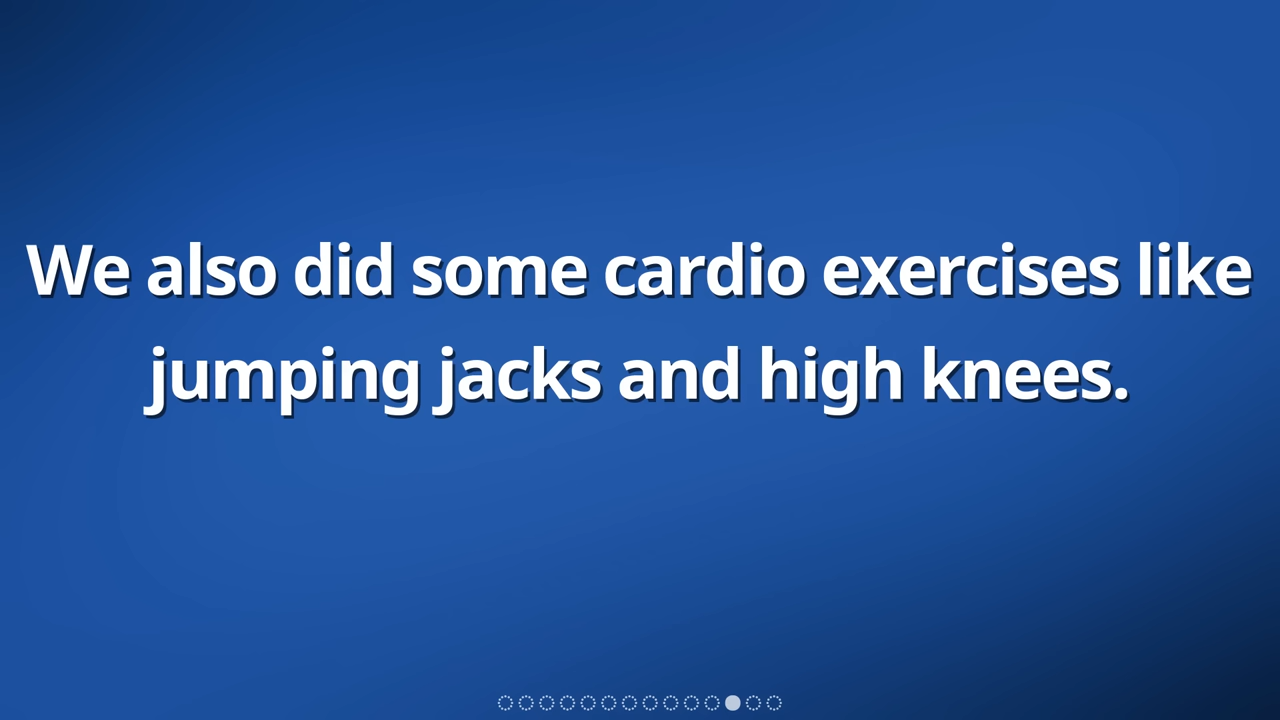 We also did some cardio exercises like
jumping jacks and high knees.